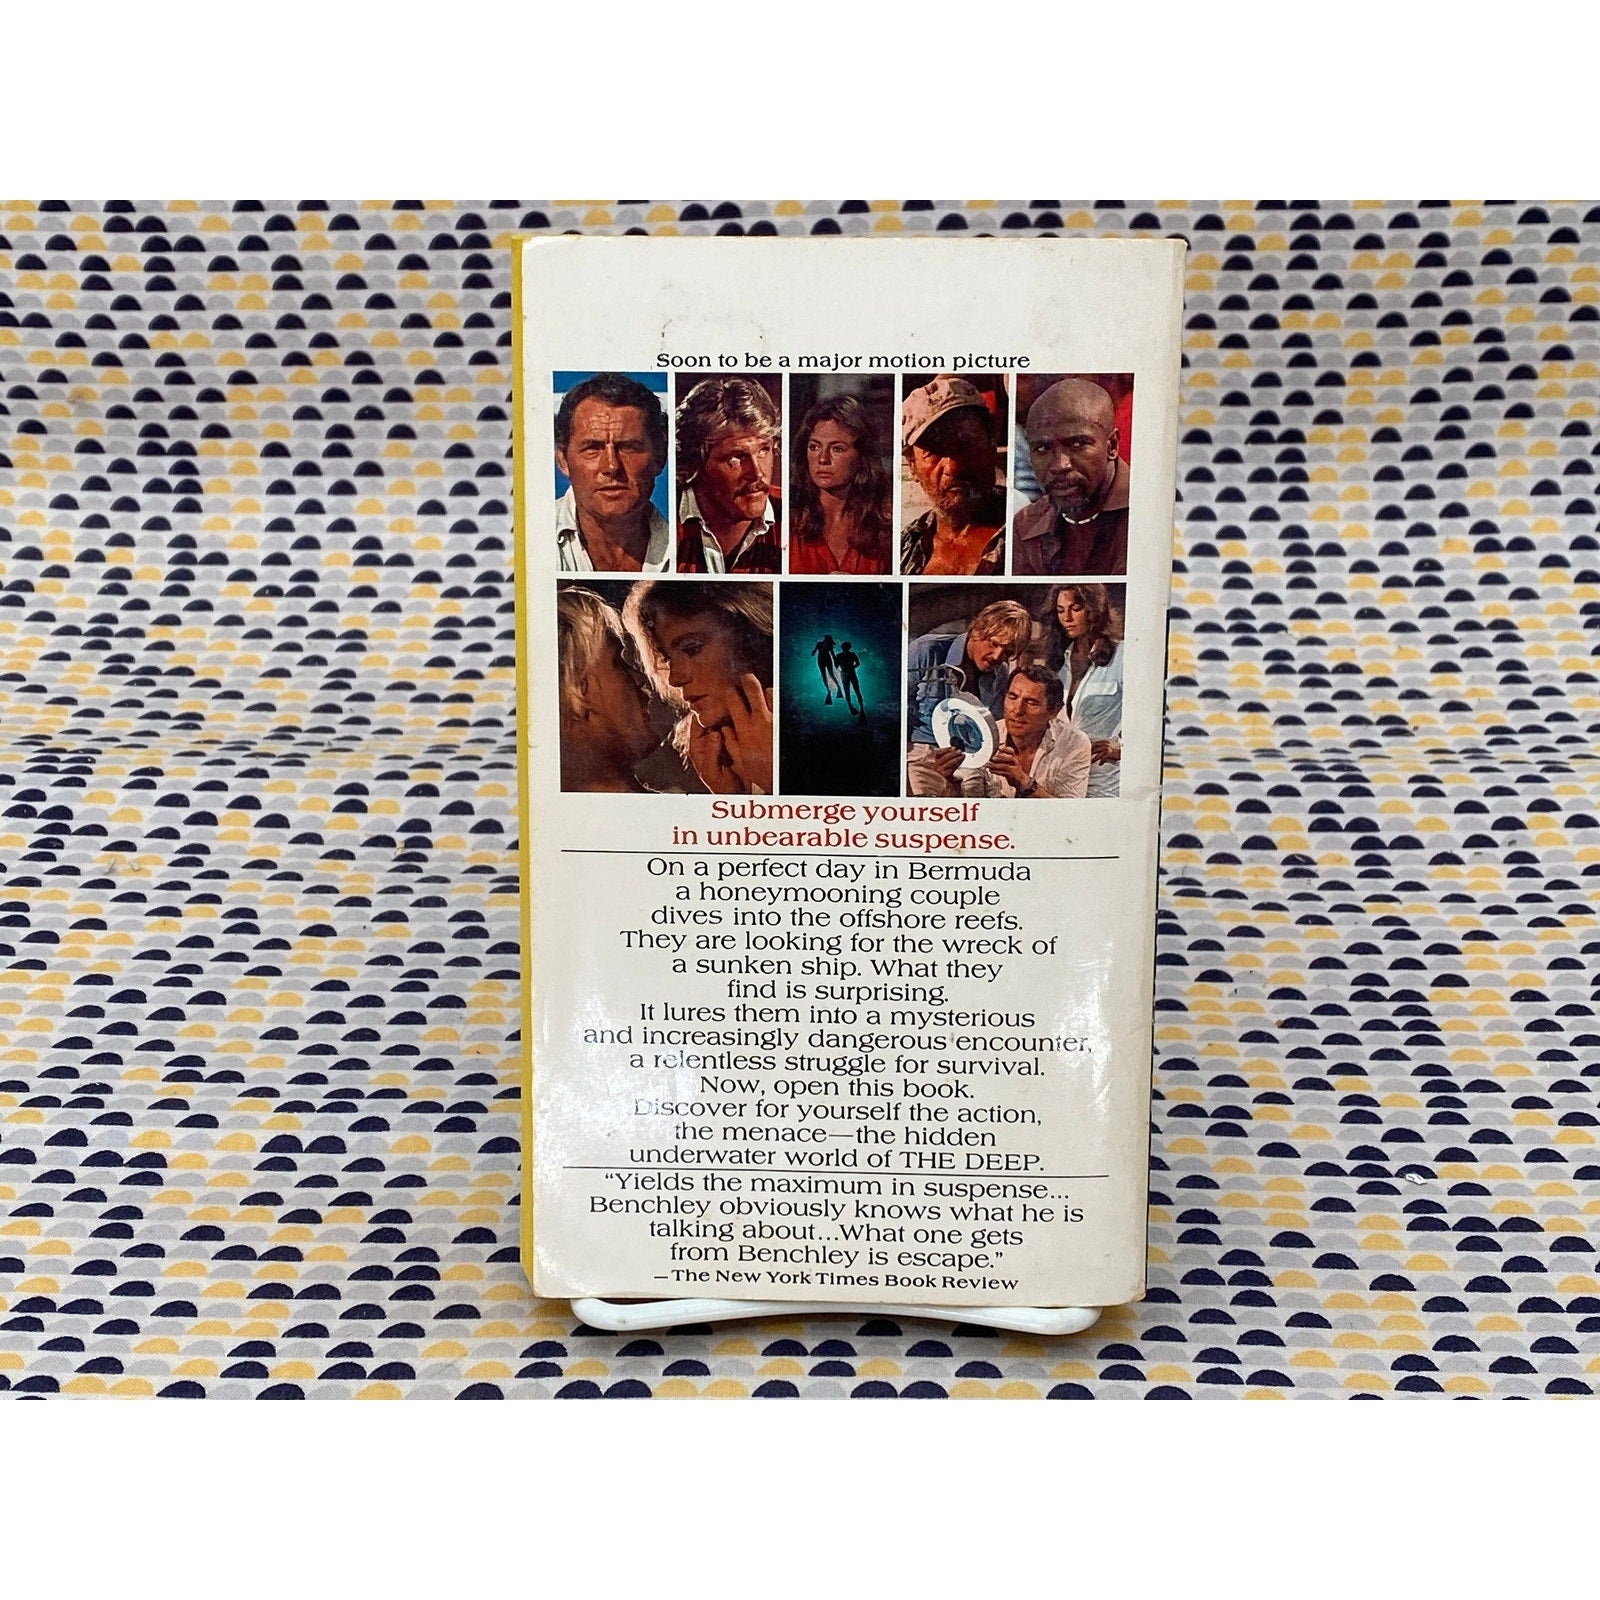 Soon to be a major motion picture
Submerge yourself
in unbearable suspense.
On a perfect day in Bermuda
a honeymooning couple
dives into the offshore reefs.
They are looking for the wreck of
a sunken ship. What they
find is surprising.
It lures them into a mysterious
and increasingly dangerous encounter,
a relentless struggle for survival.
Now, open this book.
Discover for yourself the action,
the menace—the hidden
underwater world of THE DEEP.
“Yields the maximum in suspense...
Benchley obviously knows what he is
talking about...What one gets
from Benchley is escape.”
—The New York Times Book Review